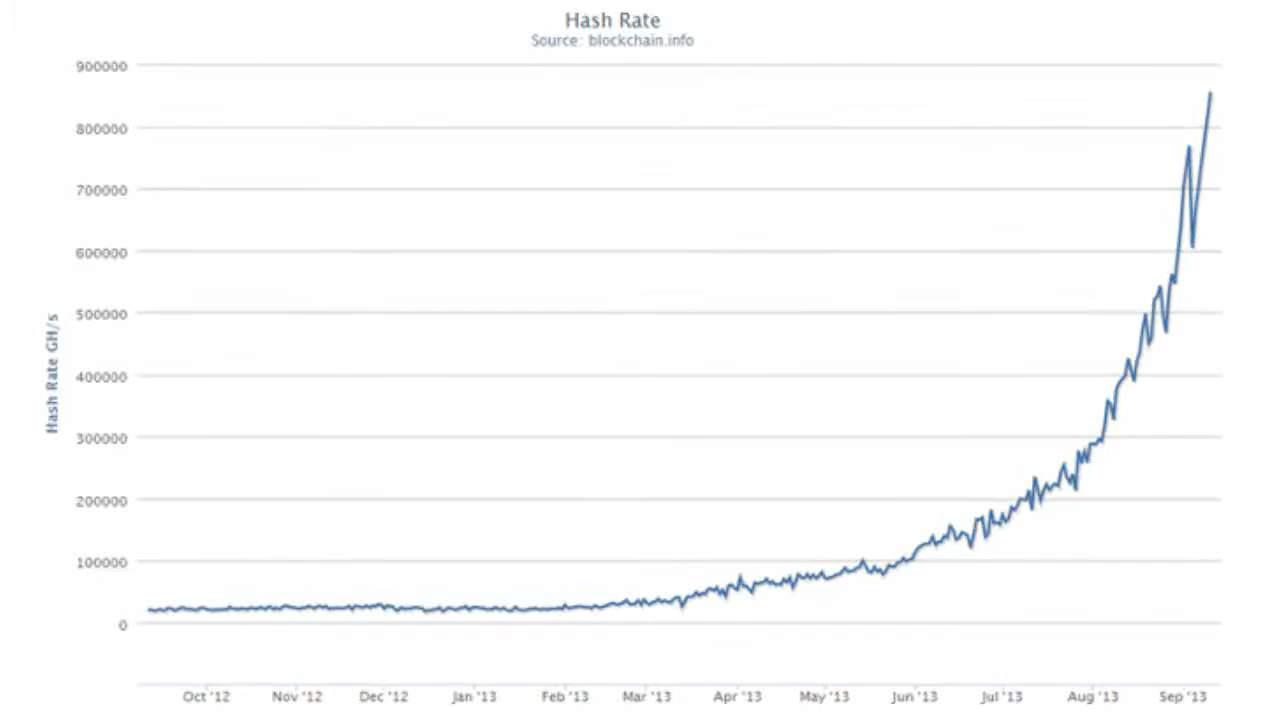 Hash Rate
Source: blockchain.info
900000
800000
700000
600000
500000
400000
300000
200000
100000
0
Hash Rate GH/s
Oct '12 Nov '12 Dec '12 Jan '13 Feb '13 Mar '13 Apr '13 May '13 Jun '13 Jul '13 Aug '13 Sep '13